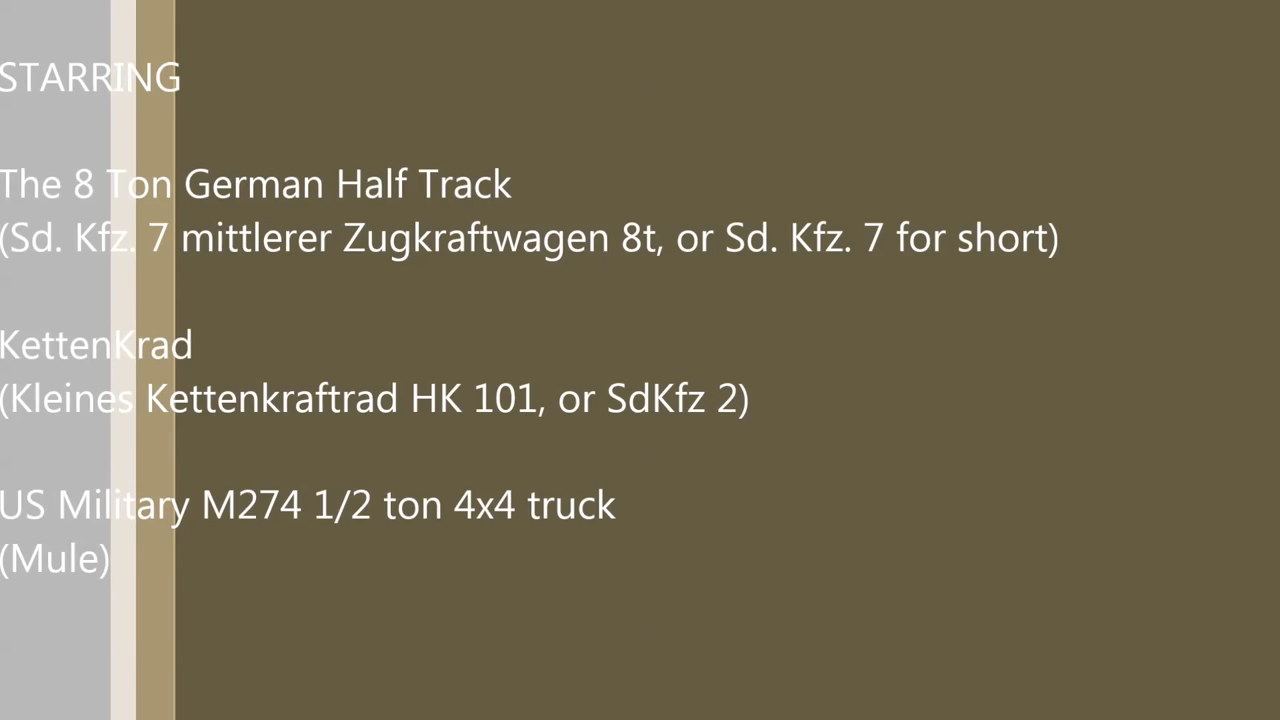 STARRING
The 8 Ton German Half Track
(Sd. Kfz. 7 mittlerer Zugkraftwagen 8t, or Sd. Kfz. 7 for short)
KettenKrad
(Kleines Kettenkraftrad HK 101, or SdKfz 2)
US Military M274 1/2 ton 4x4 truck
(Mule)